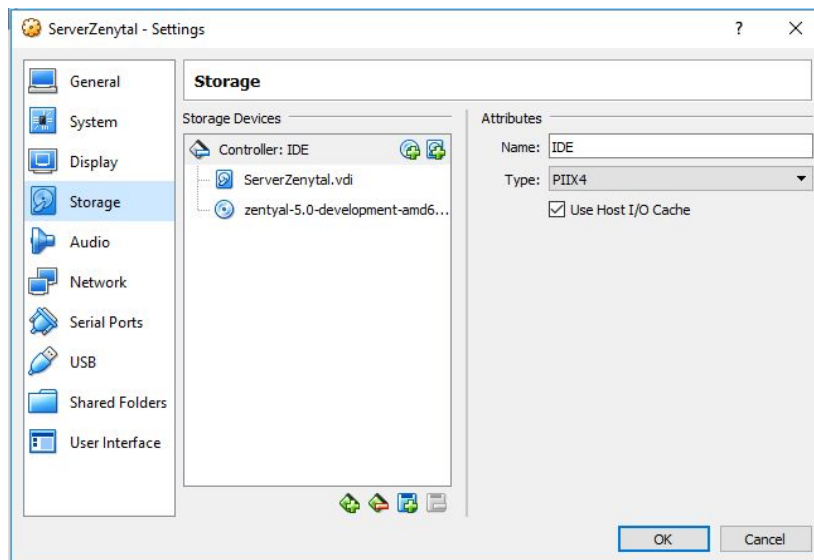 ServerZenytal - Settings
General
System
Display
Storage
Audio
Network
Serial Ports
USB
Shared Folders
User Interface
Storage
Storage Devices
Controller: IDE
ServerZenytal.vdi
zentyal-5.0-development-amd6...
Attributes
Name: IDE
Type: PIIX4
Use Host I/O Cache
OK Cancel